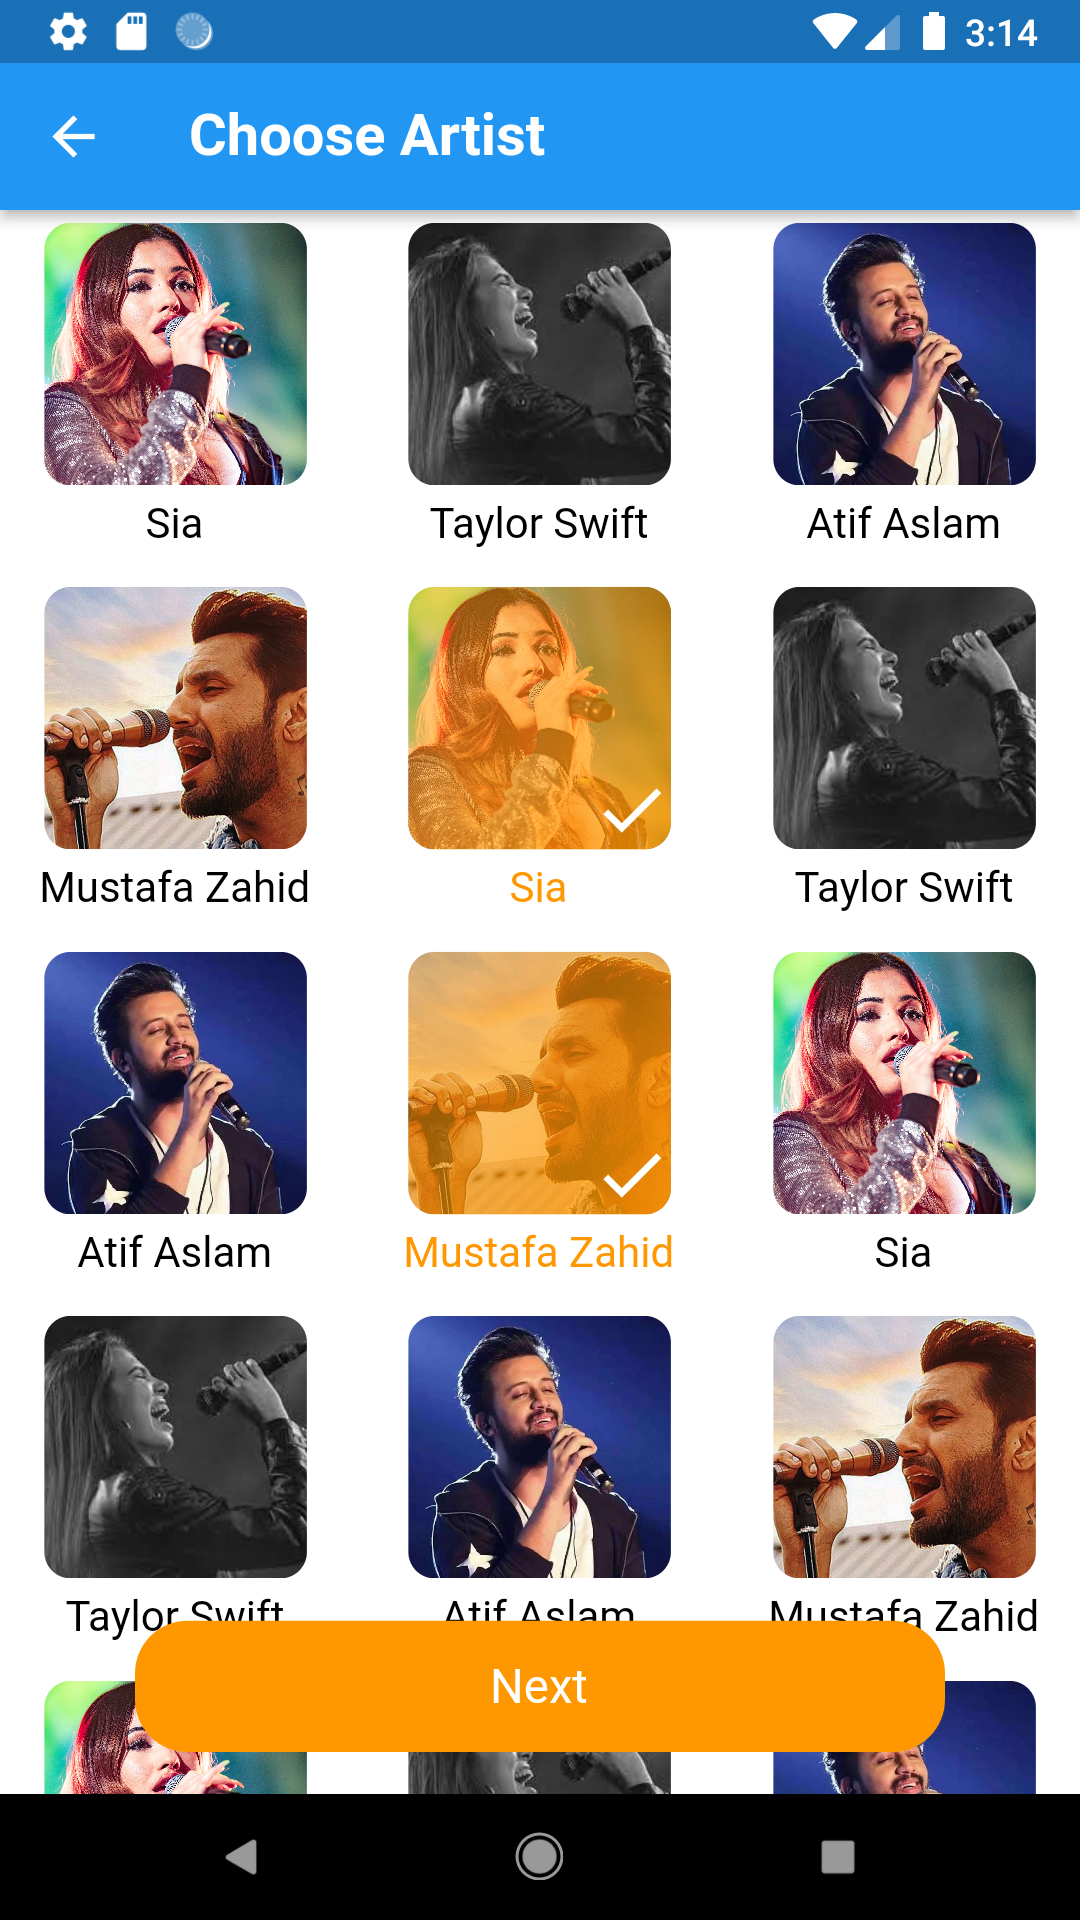 3:14
Choose Artist
Sia
Taylor Swift
Atif Aslam
Mustafa Zahid
Sia
Taylor Swift
Atif Aslam
Mustafa Zahid
Sia
Taylor Swift
Atif Aslam
Mustafa Zahid
Next